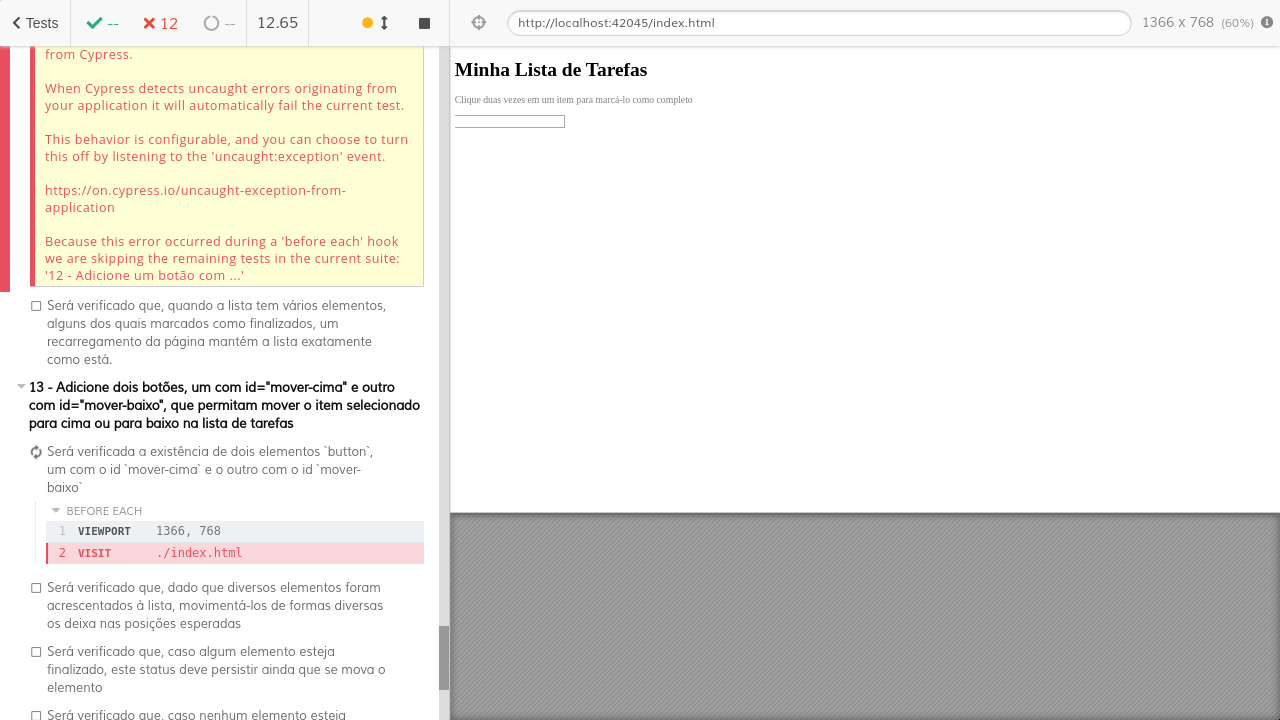 Tests
--
12
--
12.65
http://localhost:42045/index.html
1366 x 768 (60%)
from Cypress.
When Cypress detects uncaught errors originating from
your application it will automatically fail the current test.
This behavior is configurable, and you can choose to turn
this off by listening to the 'uncaught:exception' event.
https://on.cypress.io/uncaught-exception-from-
application
Because this error occurred during a 'before each' hook
we are skipping the remaining tests in the current suite:
'12 - Adicione um botão com ...'
Será verificado que, quando a lista tem vários elementos,
alguns dos quais marcados como finalizados, um
recarregamento da página mantém a lista exatamente
como está.
13 - Adicione dois botões, um com id="mover-cima" e outro
com id="mover-baixo", que permitam mover o item selecionado
para cima ou para baixo na lista de tarefas
Será verificada a existência de dois elementos `button`,
um com o id `mover-cima` e o outro com o id `mover-
baixo`
BEFORE EACH
1 VIEWPORT 1366, 768
2 VISIT ./index.html
Será verificado que, dado que diversos elementos foram
acrescentados à lista, movimentá-los de formas diversas
os deixa nas posições esperadas
Será verificado que, caso algum elemento esteja
finalizado, este status deve persistir ainda que se mova o
elemento
Será verificado que, caso nenhum elemento esteja
Minha Lista de Tarefas
Clique duas vezes em um item para marcá-lo como completo